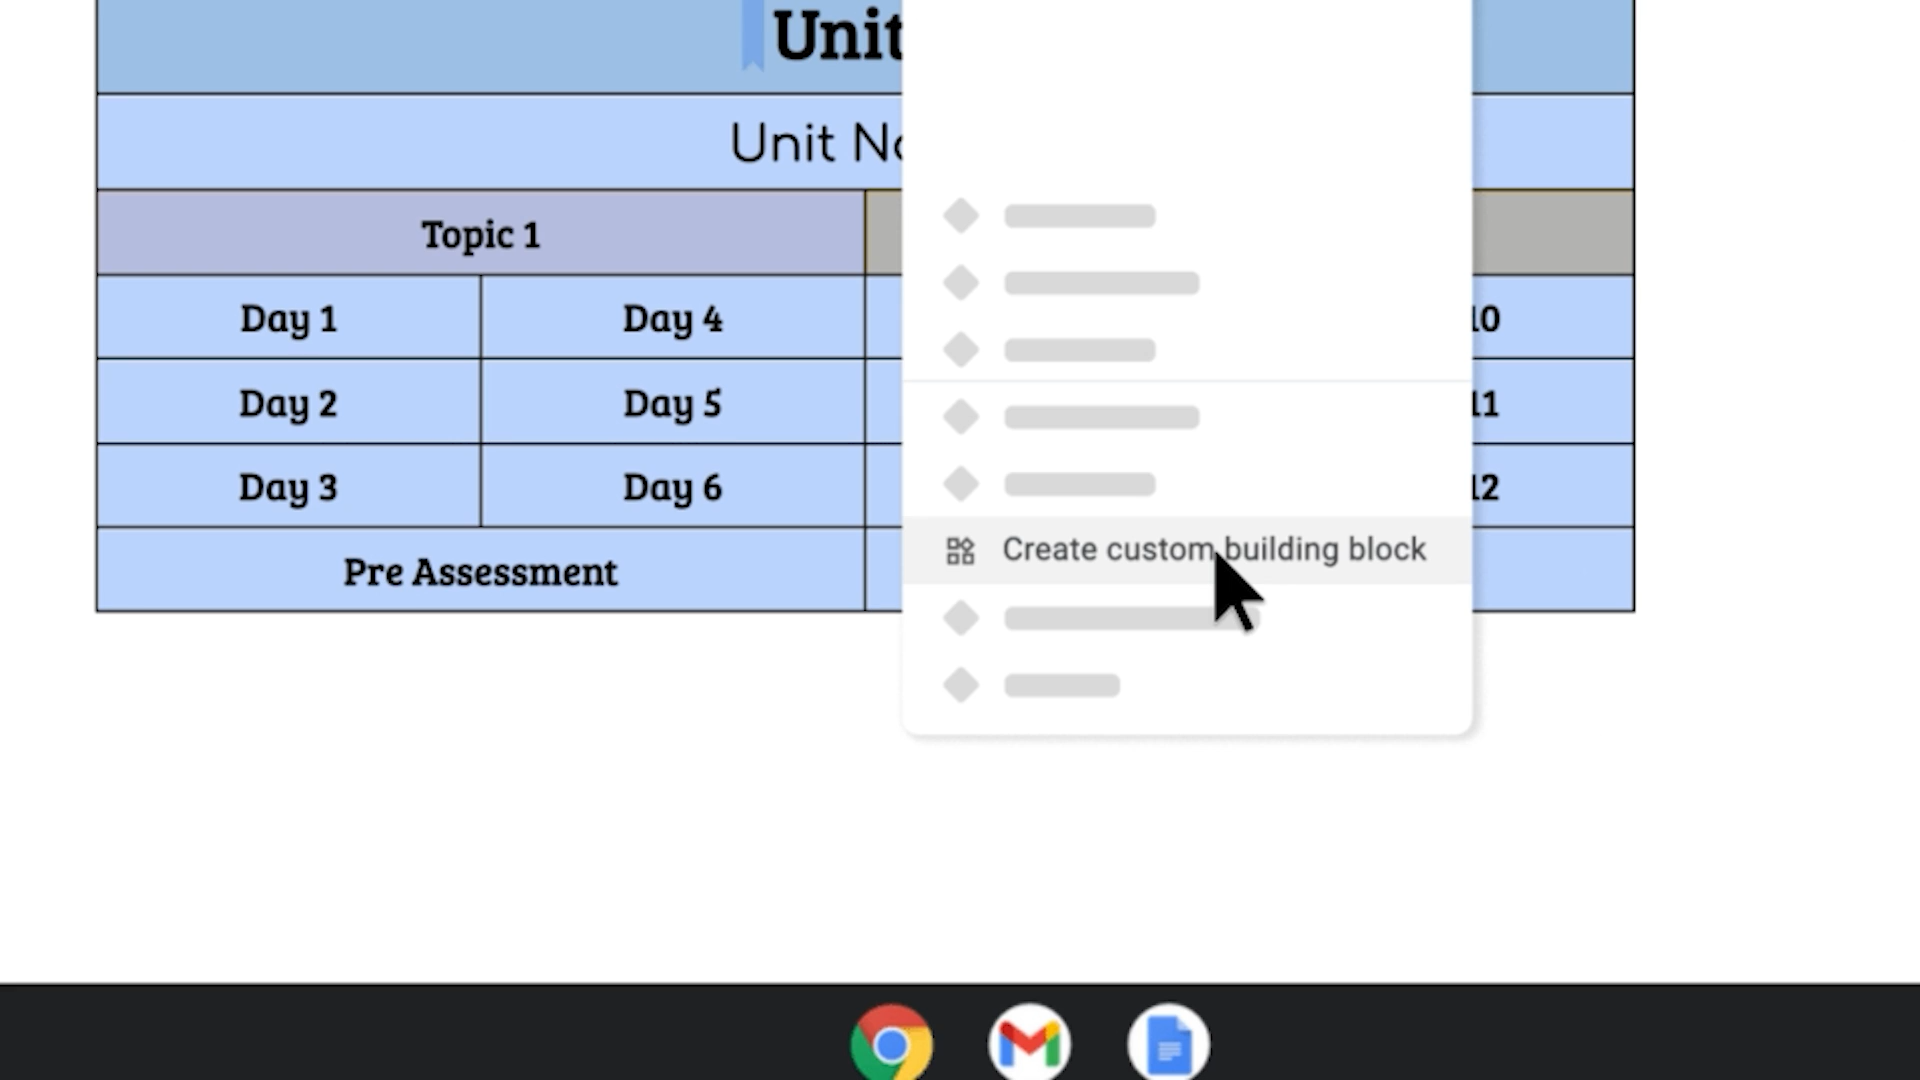 Unit
Unit
Topic 1
Day 1 Day 4 10
Day 2 Day 5 11
Day 3 Day 6 12
Create custom building block
Pre Assessment